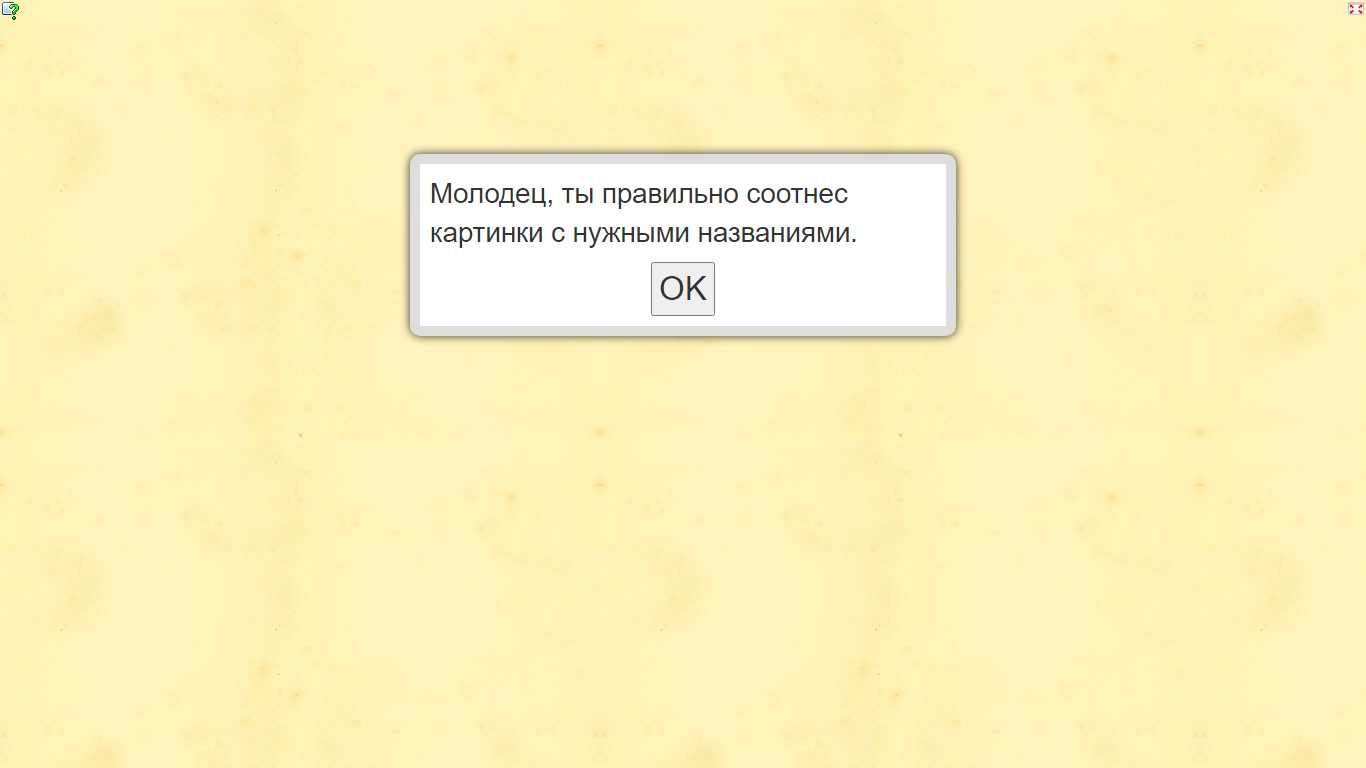 Молодец, ты правильно соотнес
картинки с нужными названиями.
OK